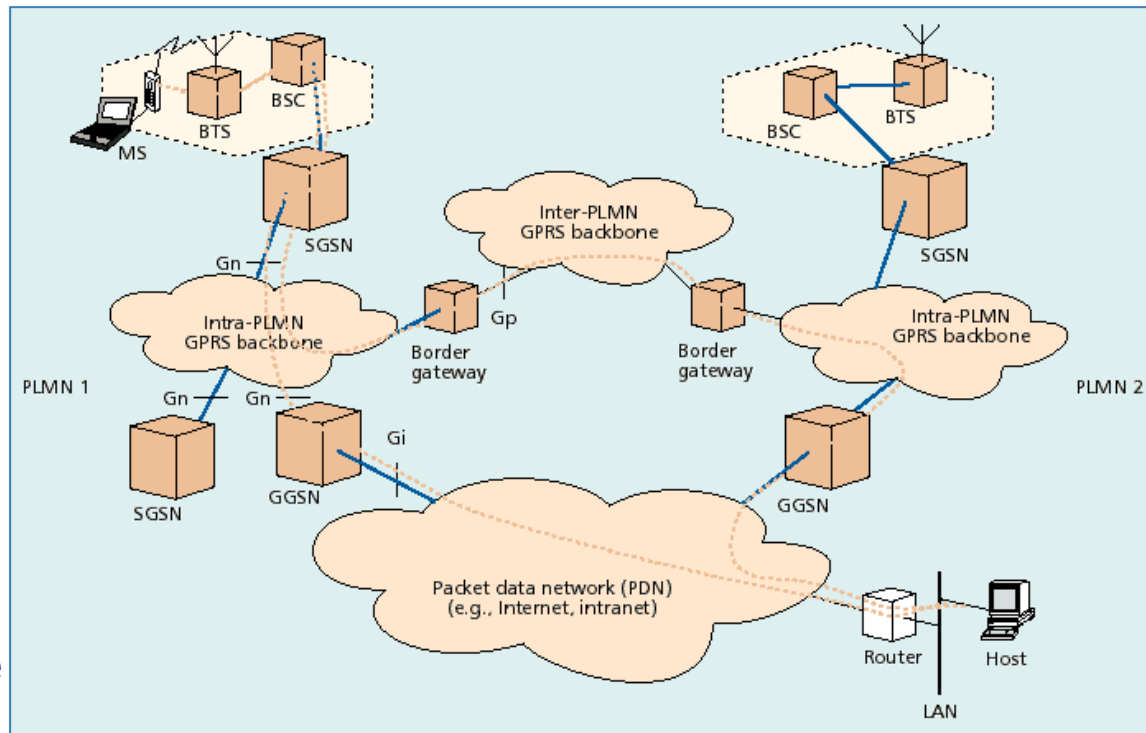 BSC
BTS
MS
SGSN
Gn
Intra-PLMN
GPRS backbone
PLMN 1
Gn
Gn
SGSN
GGSN
Gi
Border
gateway
Gp
Inter-PLMN
GPRS backbone
Border
gateway
BSC
BTS
SGSN
Intra-PLMN
GPRS backbone
PLMN 2
GGSN
Packet data network (PDN)
(e.g., Internet, intranet)
Router
Host
LAN
e